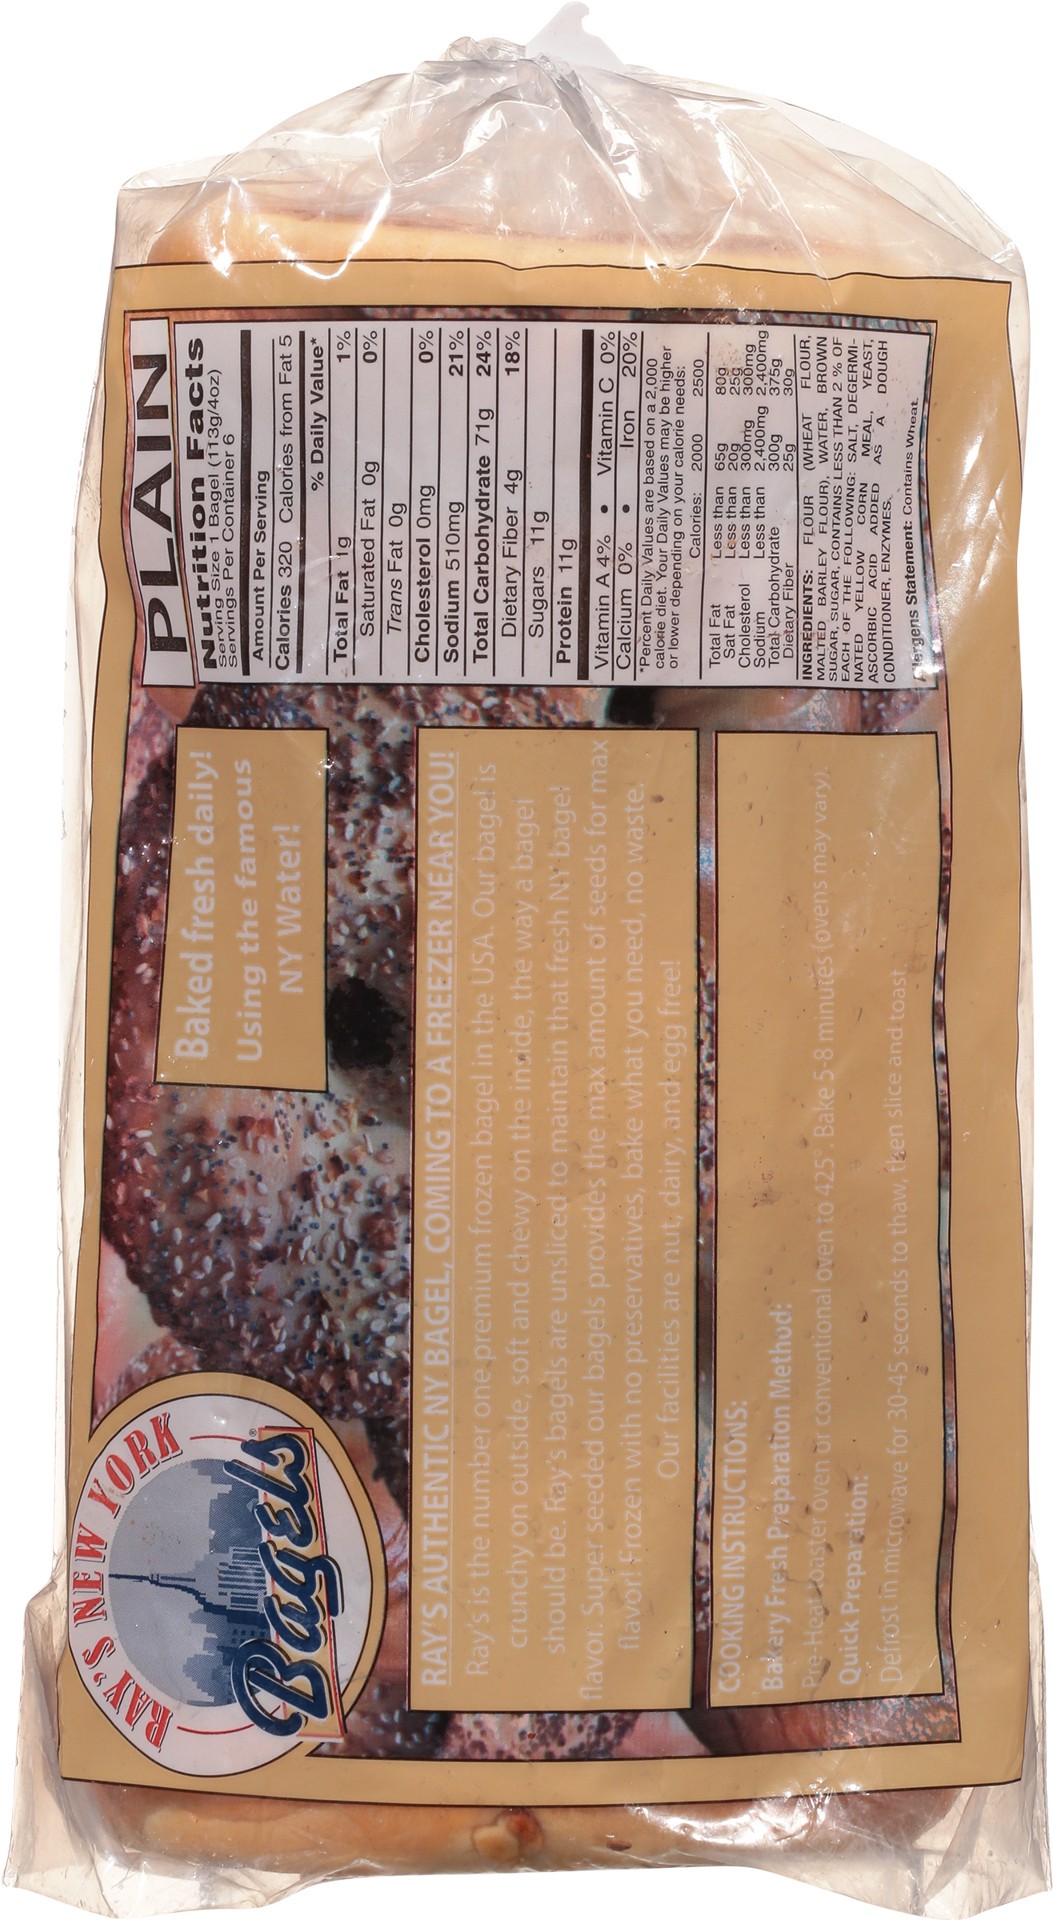 RAY'S NEW YORK
Bagels®
Baked fresh daily!
Using the famous
NY Water!
RAY'S AUTHENTIC NY BAGEL, COMING TO A FREEZER NEAR YOU!
Ray's is the number one premium frozen bagel in the USA. Our bagel is
crunchy on outside, soft and chewy on the inside, the way a bagel
should be. Ray's bagels are unsliced to maintain that fresh NY bagel
flavor. Super seeded our bagels provides the max amount of seeds for max
flavor! Frozen with no preservatives, bake what you need, no waste.
Our facilities are nut, dairy, and egg free!
COOKING INSTRUCTIONS:
Bakery Fresh Preparation Method:
Pre-Heat toaster oven or conventional oven to 425° Bake 5-8 minutes (ovens may vary).
Quick Preparation:
Defrost in microwave for 30-45 seconds to thaw, then slice and toast.
PLAIN
Nutrition Facts
Serving Size 1 Bagel (113g/4oz)
Servings Per Container 6
Amount Per Serving
Calories 320 Calories from Fat 5
% Daily Value*
Total Fat 1g 1%
Saturated Fat 0g 0%
Trans Fat 0g
Cholesterol 0mg 0%
Sodium 510mg 21%
Total Carbohydrate 71g 24%
Dietary Fiber 4g 18%
Sugars 11g
Protein 11g
Vitamin A 4% • Vitamin C 0%
Calcium 0% • Iron 20%
*Percent Daily Values are based on a 2,000
calorie diet. Your Daily Values may be higher
or lower depending on your calorie needs:
Calories: 2000 2500
Total Fat Less than 65g 80g
Sat Fat Less than 20g 25g
Cholesterol Less than 300mg 300mg
Sodium Less than 2,400mg 2,400mg
Total Carbohydrate 300g 375g
Dietary Fiber 25g 30g
INGREDIENTS: FLOUR (WHEAT FLOUR,
MALTED BARLEY FLOUR), WATER, BROWN
SUGAR, SUGAR, CONTAINS LESS THAN 2 % OF
EACH OF THE FOLLOWING: SALT, DEGERMI-
NATED YELLOW CORN MEAL, YEAST,
ASCORBIC ACID ADDED AS A DOUGH
CONDITIONER, ENZYMES.
Allergens Statement: Contains Wheat.